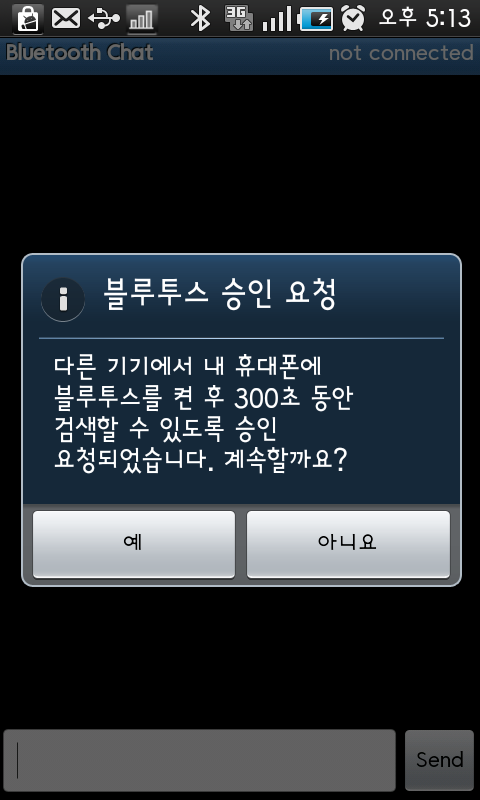 3G
오후 5:13
Bluetooth Chat
not connected
블루투스 승인 요청
다른 기기에서 내 휴대폰에
블루투스를 켠 후 300초 동안
검색할 수 있도록 승인
요청되었습니다. 계속할까요?
예
아니요
Send